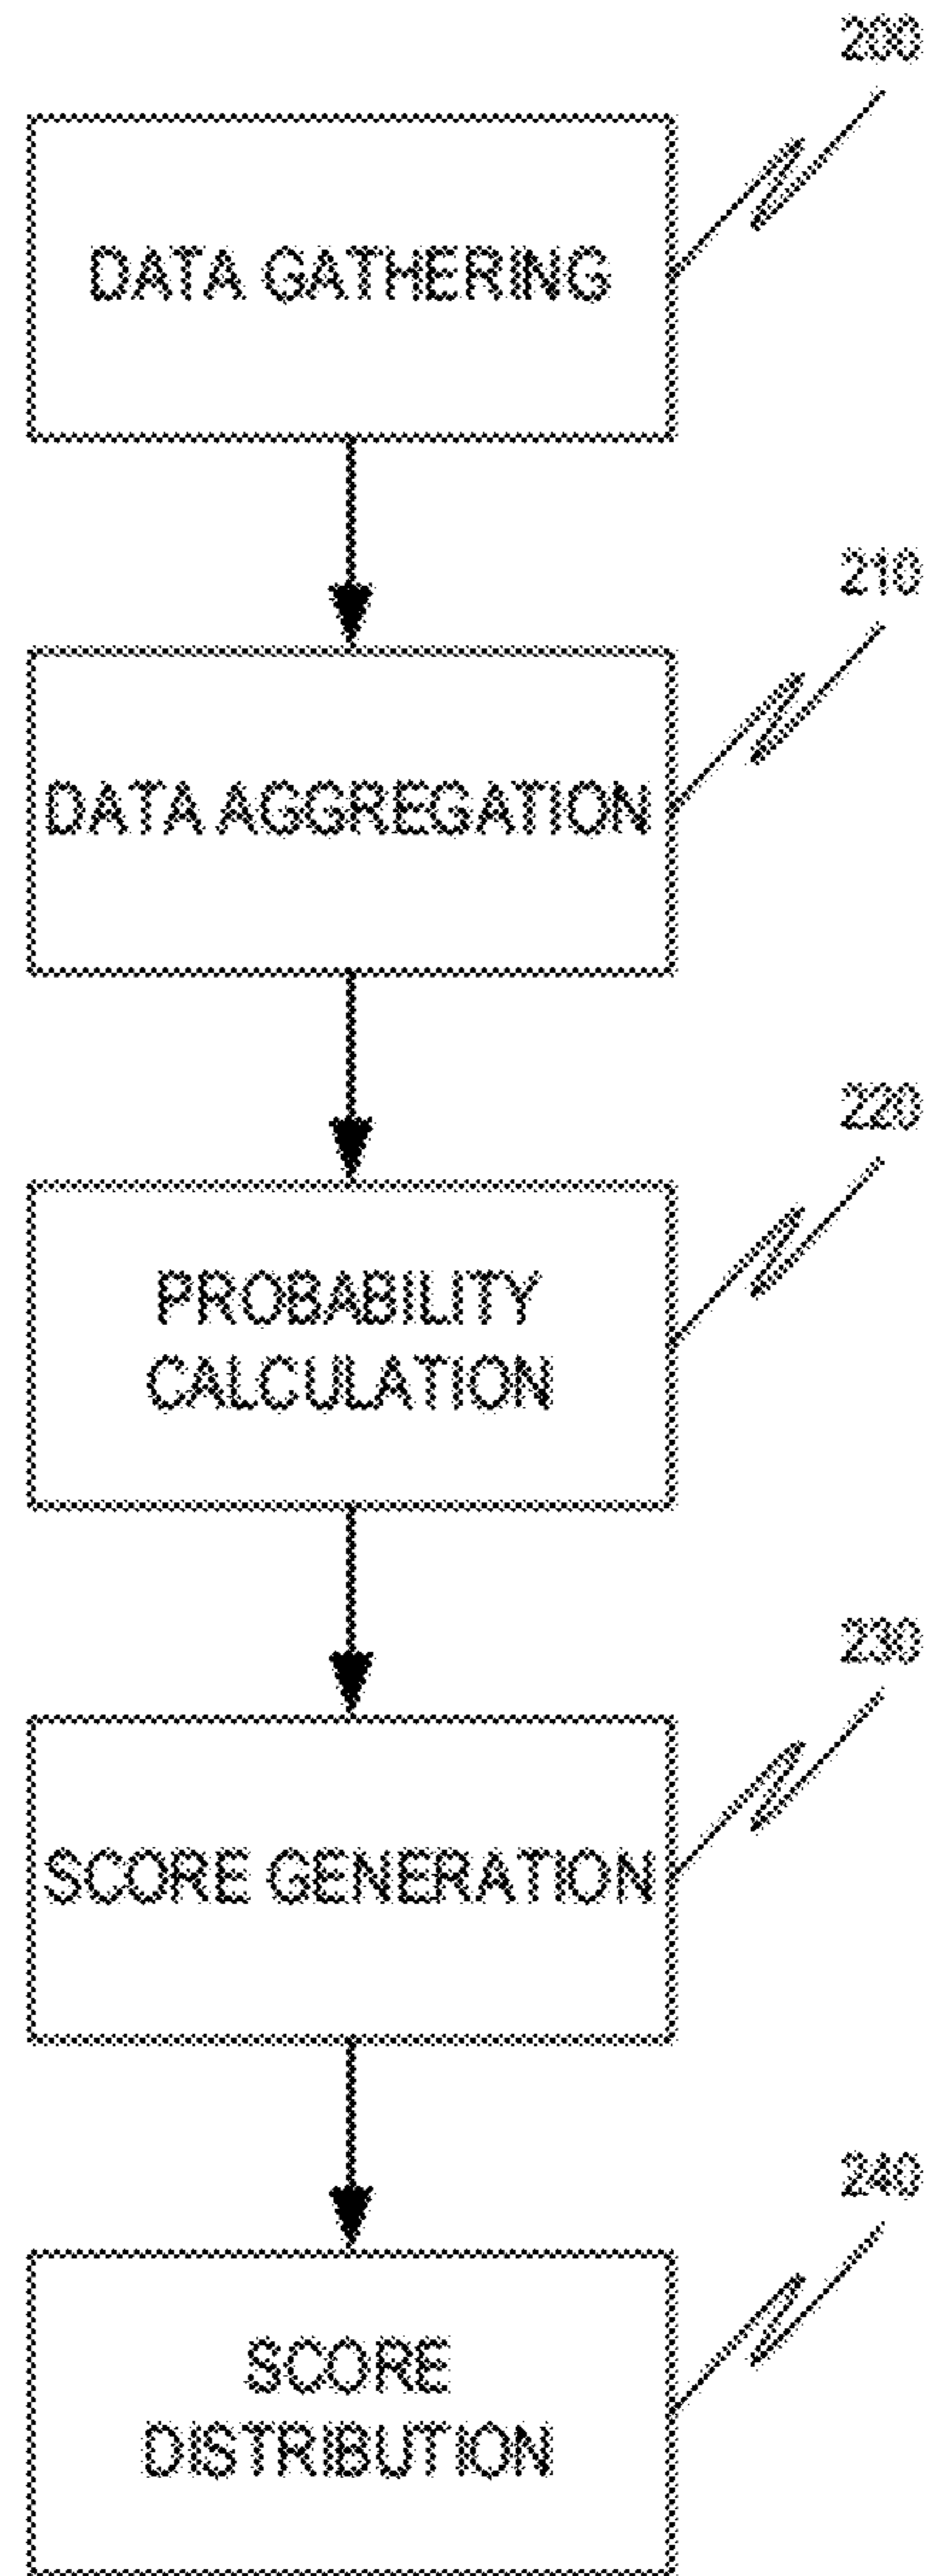 200
DATA GATHERING
210
DATA AGGREGATION
220
PROBABILITY
CALCULATION
230
SCORE GENERATION
240
SCORE
DISTRIBUTION